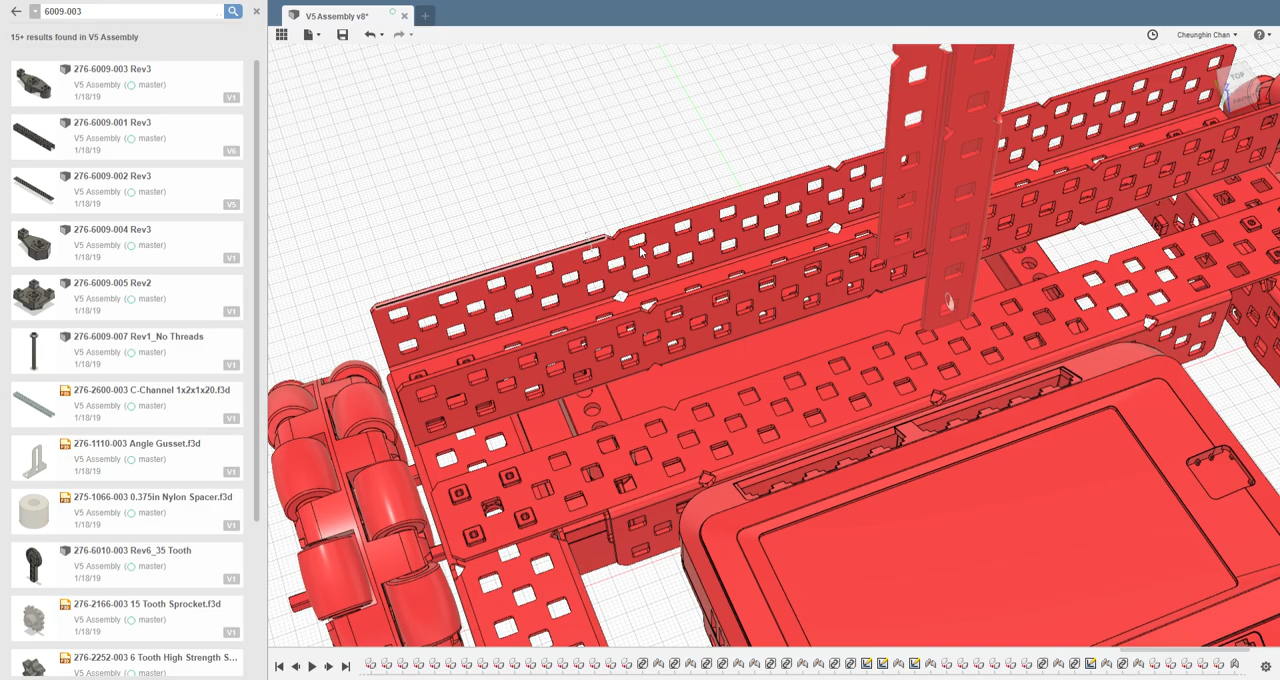 6009-003
15+ results found in V5 Assembly
276-6009-003 Rev3
V5 Assembly (master)
1/18/19
V1
276-6009-001 Rev3
V5 Assembly (master)
1/18/19
V6
276-6009-002 Rev3
V5 Assembly (master)
1/18/19
V5
276-6009-004 Rev3
V5 Assembly (master)
1/18/19
V1
276-6009-005 Rev2
V5 Assembly (master)
1/18/19
V1
276-6009-007 Rev1_No Threads
V5 Assembly (master)
1/18/19
V1
276-2600-003 C-Channel 1x2x1x20.f3d
V5 Assembly (master)
1/18/19
V1
276-1110-003 Angle Gusset.f3d
V5 Assembly (master)
1/18/19
V1
275-1066-003 0.375in Nylon Spacer.f3d
V5 Assembly (master)
1/18/19
V1
276-6010-003 Rev6_35 Tooth
V5 Assembly (master)
1/18/19
V1
276-2166-003 15 Tooth Sprocket.f3d
V5 Assembly (master)
1/18/19
V1
276-2252-003 6 Tooth High Strength S...
V5 Assembly (master)
V5 Assembly v8*
Cheunghin Chan
TOP